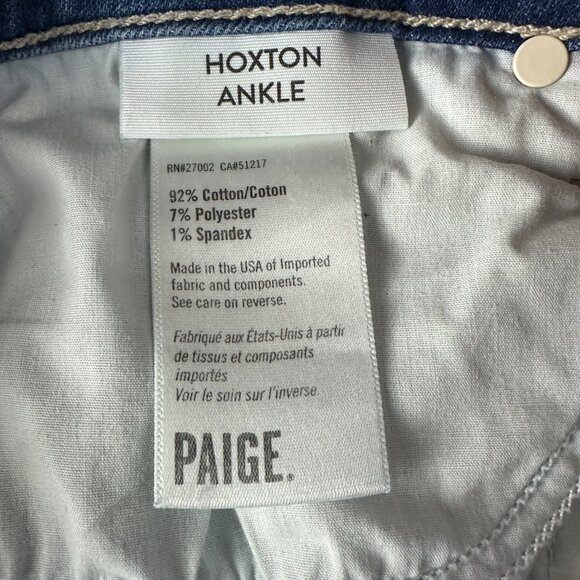 HOXTON
ANKLE
RN#27002 CA#51217
92% Cotton/Coton
7% Polyester
1% Spandex
Made in the USA of Imported
fabric and components.
See care on reverse.
Fabriqué aux États-Unis à partir
de tissus et composants
importés
Voir le soin sur l'inverse.
PAIGE®